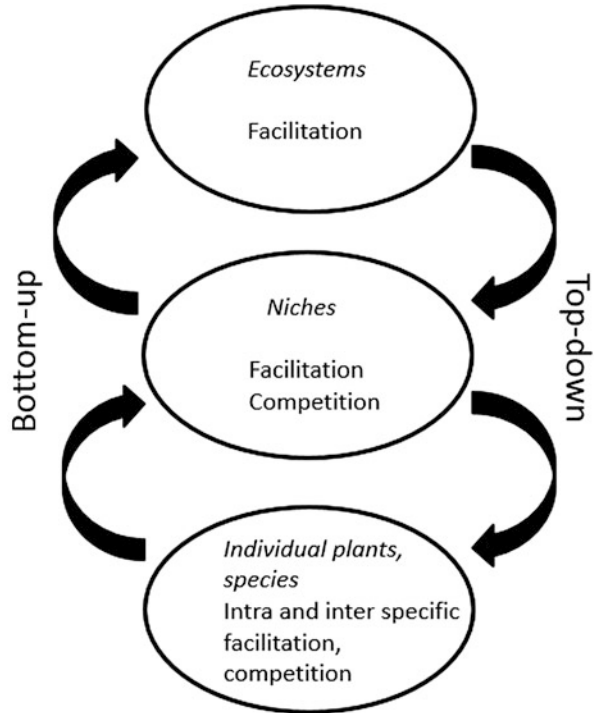 Ecosystems
Facilitation
Bottom-up
Niches
Facilitation
Competition
Top-down
Individual plants,
species
Intra and inter specific
facilitation,
competition